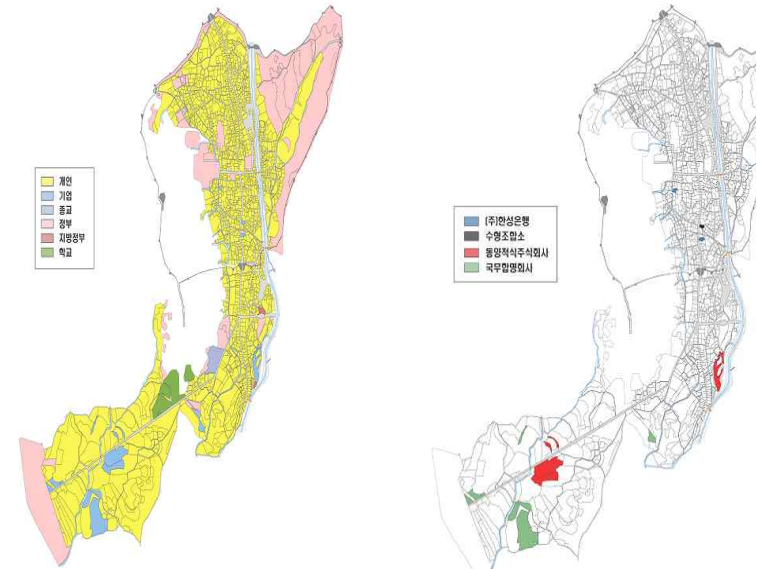 개인
기업
종교
정부
지방정부
학교
(주)한성은행
수형조합소
동양척식주식회사
국무합명회사